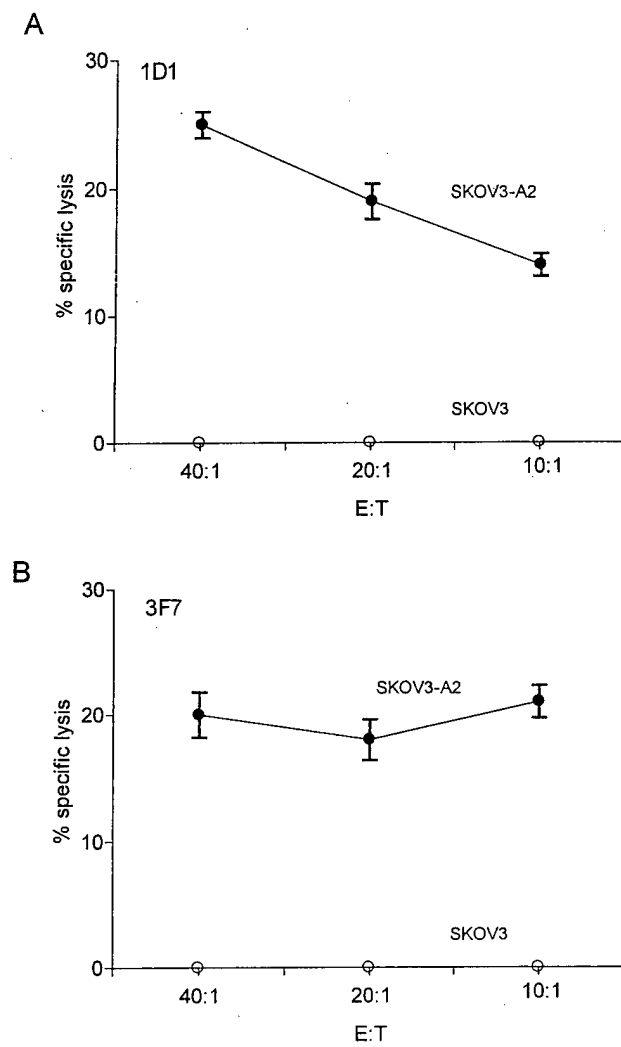 A
1D1
30
20
10
0
% specific lysis
SKOV3-A2
SKOV3
40:1 20:1 10:1
E:T
B
3F7
30
20
10
0
% specific lysis
SKOV3-A2
SKOV3
40:1 20:1 10:1
E:T